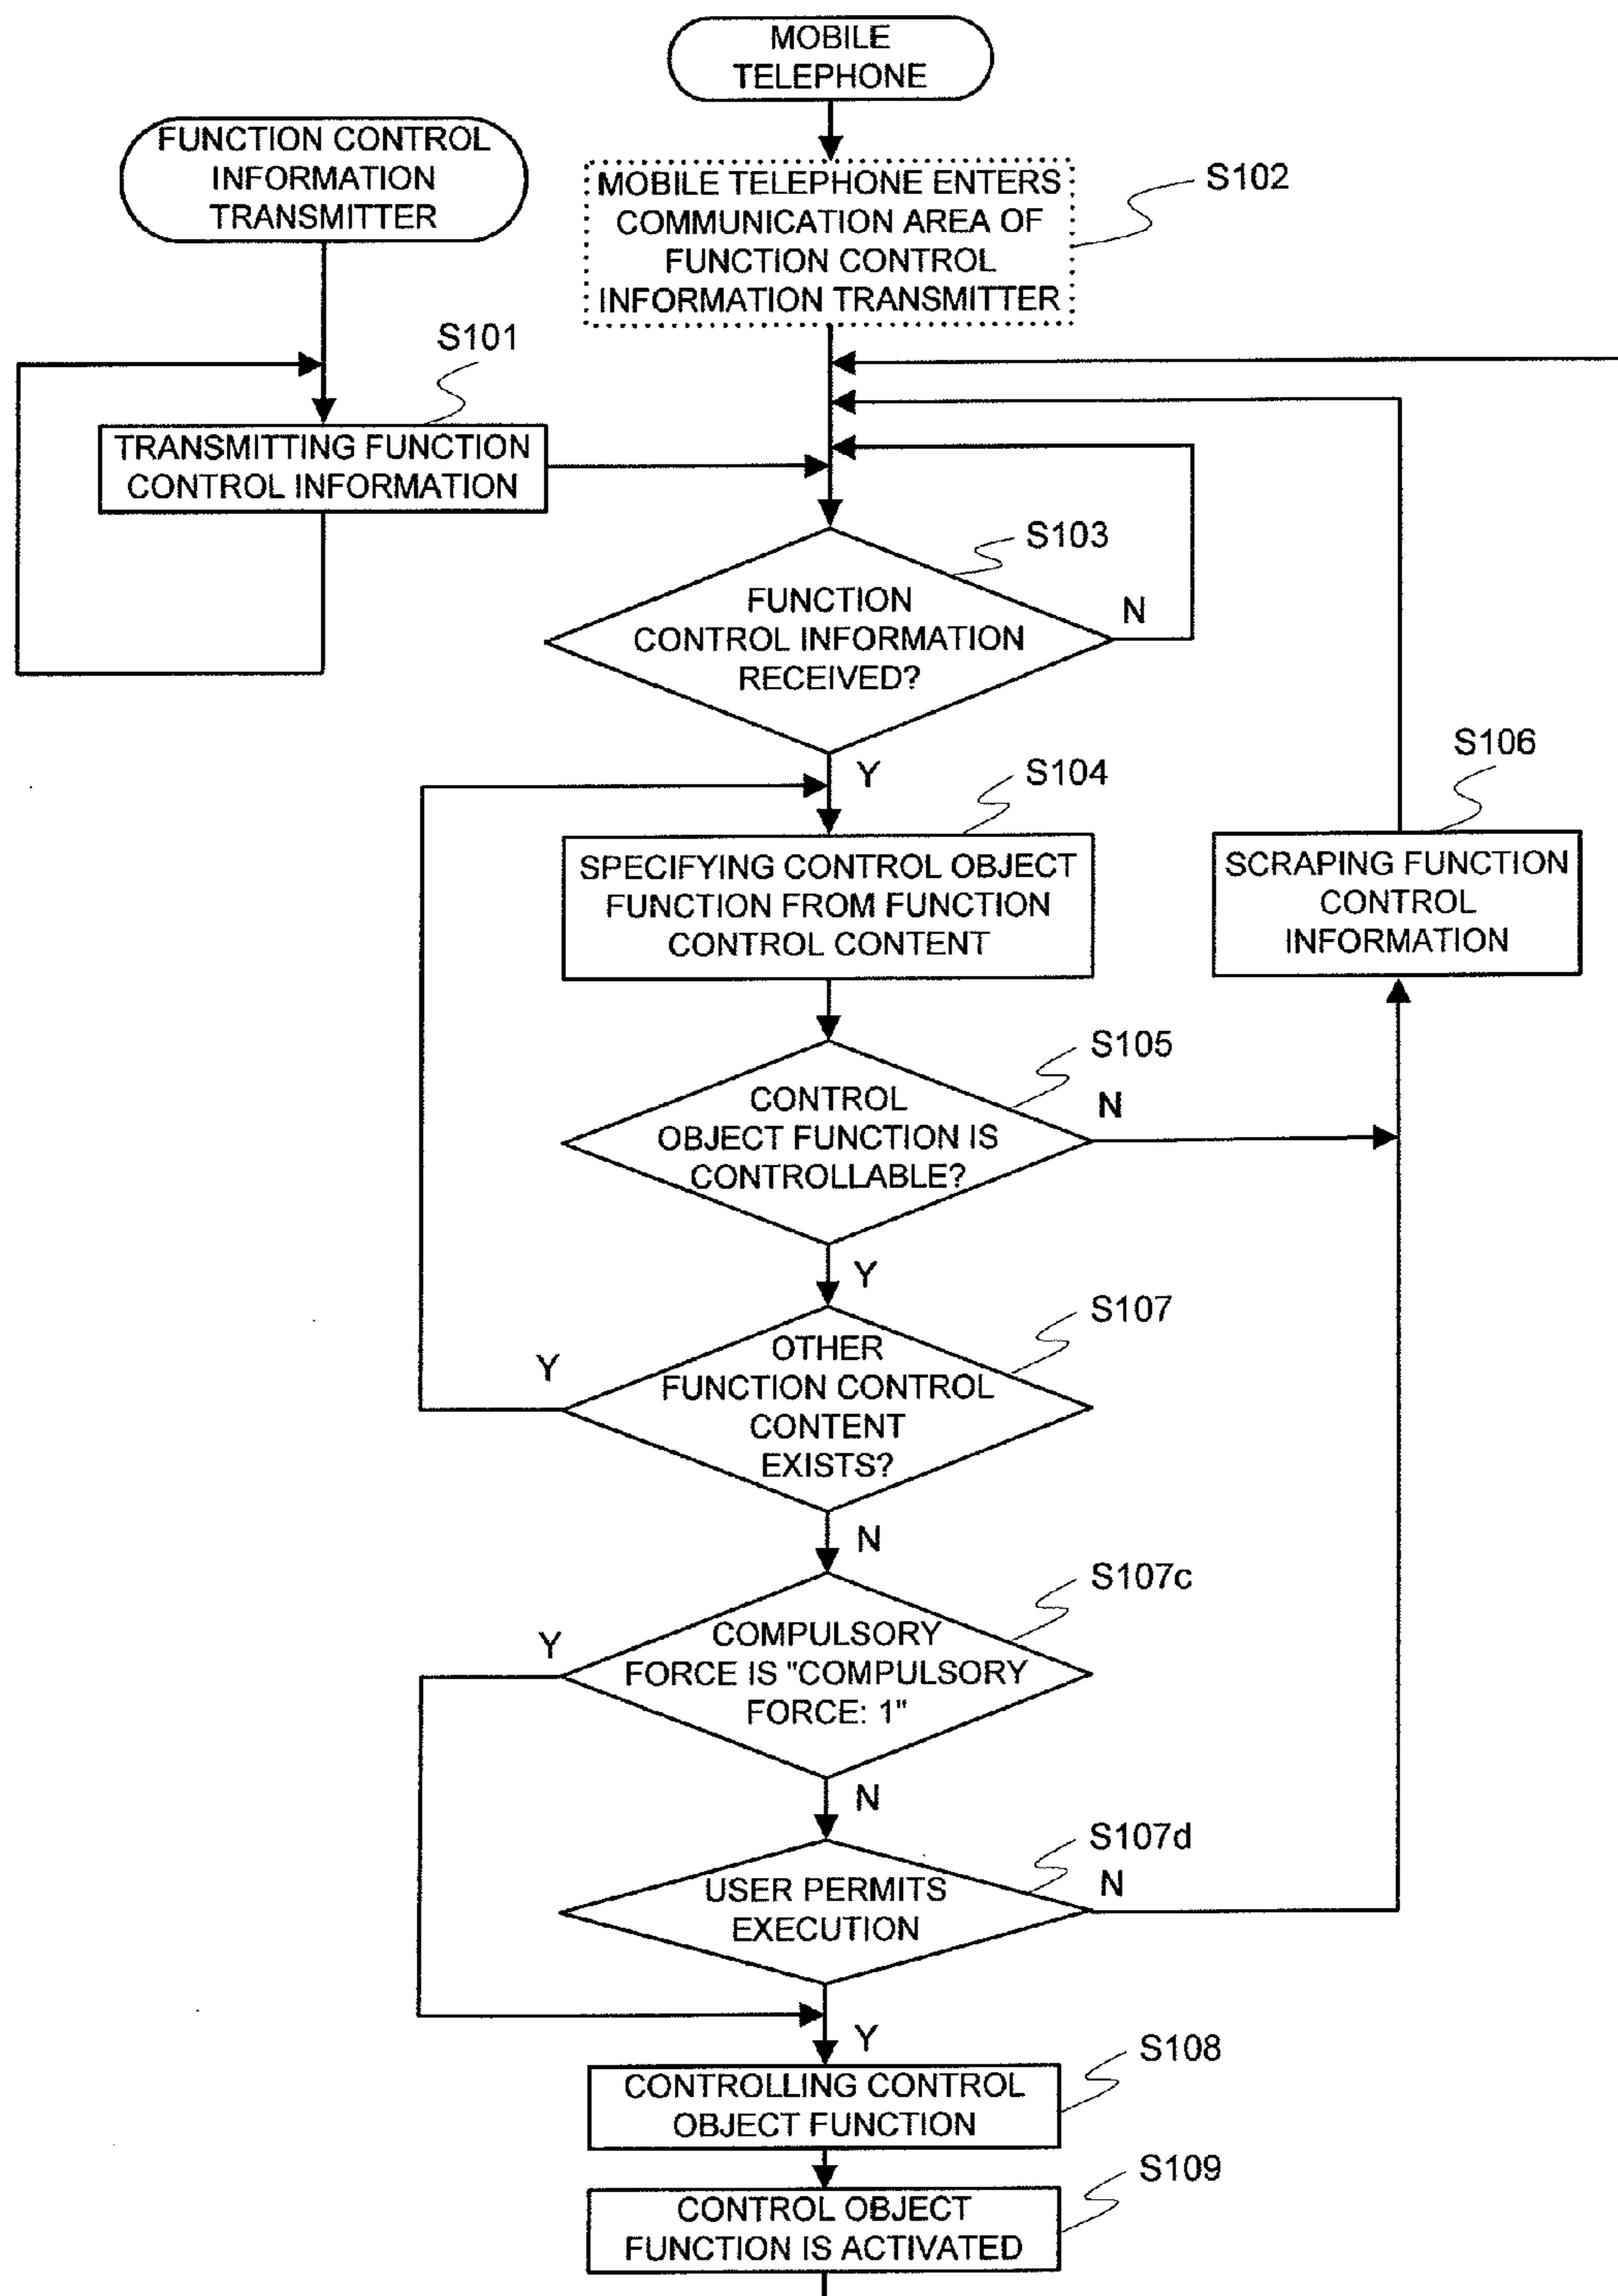 MOBILE
TELEPHONE
FUNCTION CONTROL
INFORMATION
TRANSMITTER
MOBILE TELEPHONE ENTERS
COMMUNICATION AREA OF
FUNCTION CONTROL
INFORMATION TRANSMITTER
S102
S101
TRANSMITTING FUNCTION
CONTROL INFORMATION
S103
FUNCTION
CONTROL INFORMATION
RECEIVED?
N
Y
S104
SPECIFYING CONTROL OBJECT
FUNCTION FROM FUNCTION
CONTROL CONTENT
S106
SCRAPING FUNCTION
CONTROL
INFORMATION
S105
CONTROL
OBJECT FUNCTION IS
CONTROLLABLE?
N
Y
S107
OTHER
FUNCTION CONTROL
CONTENT
EXISTS?
Y
N
S107c
COMPULSORY
FORCE IS "COMPULSORY
FORCE: 1"
Y
N
S107d
USER PERMITS
EXECUTION
N
Y
S108
CONTROLLING CONTROL
OBJECT FUNCTION
S109
CONTROL OBJECT
FUNCTION IS ACTIVATED